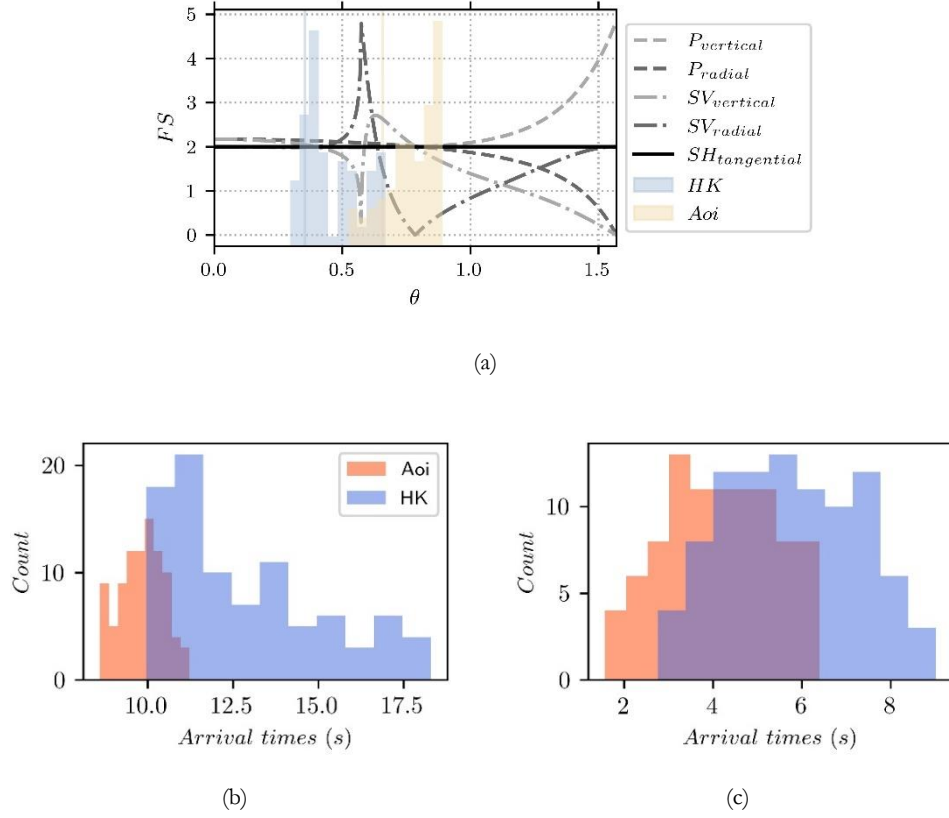 5
4
3
2
1
0
FS
0.0
0.5
1.0
1.5
θ
P_vertical
P_radial
SV_vertical
SV_radial
SH_tangential
HK
Aoi
(a)
20
10
0
Count
10.0
12.5
15.0
17.5
Arrival times (s)
Aoi
HK
(b)
10
5
0
Count
2
4
6
8
Arrival times (s)
(c)